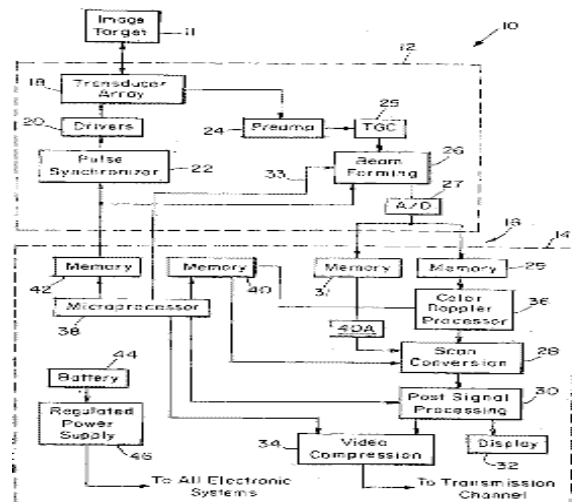 Image
Target
11
10
12
18
Transducer
Array
20
Drivers
24
Preamp
25
TGC
Pulse
Synchronizer
22
33
Beam
Forming
26
27
A/D
16
14
Memory
42
Memory
40
Memory
31
Memory
29
Microprocessor
38
40A
Color
Doppler
Processor
36
Scan
Conversion
28
44
Battery
Post Signal
Processing
30
Regulated
Power
Supply
46
34
Video
Compression
Display
32
To All Electronic
Systems
To Transmission
Channel